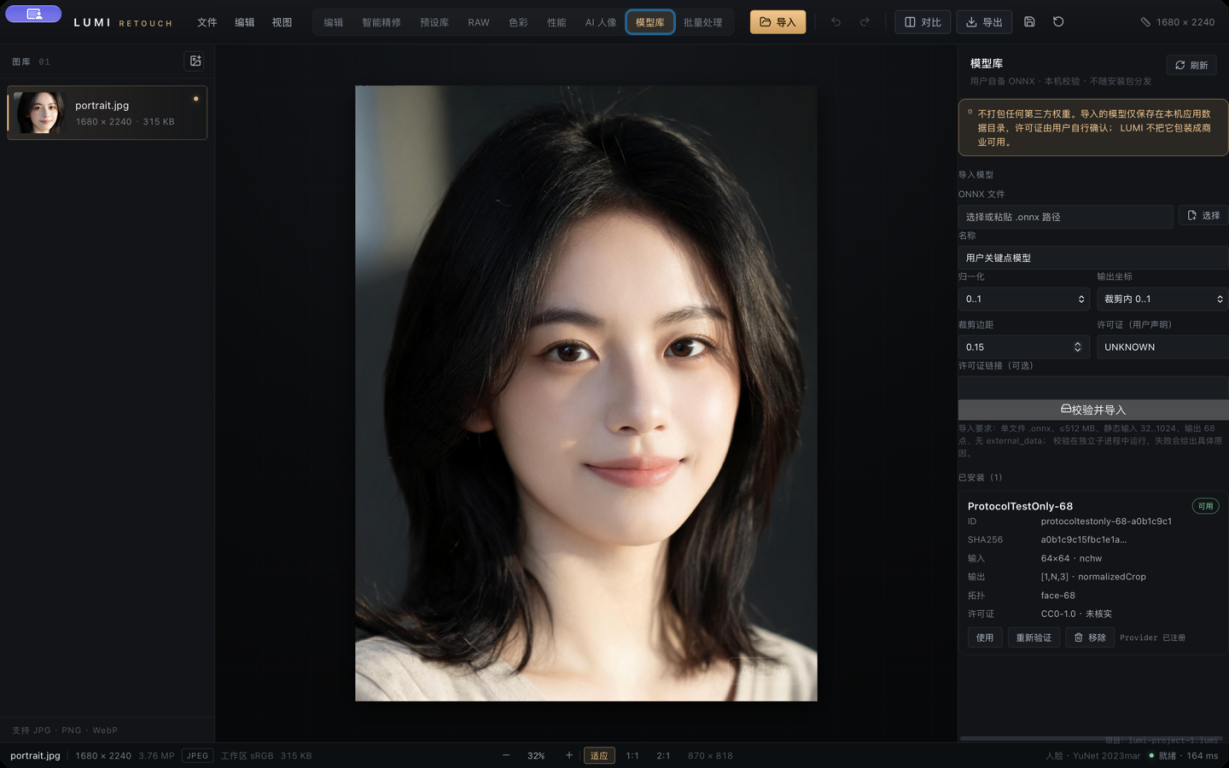 LUMI RETOUCH 文件 编辑 视图 编辑 智能精修 预设库 RAW 色彩 性能 AI 人像 模型库 批量处理 导入 对比 导出 1680 × 2240
图库 01
portrait.jpg
1680 × 2240 · 315 KB
支持 JPG · PNG · WebP
模型库
刷新
用户自备 ONNX · 本机校验 · 不随安装包分发
不打包任何第三方权重。导入的模型仅保存在本机应用数
据目录，许可证由用户自行确认； LUMI 不把它包装成商
业可用。
导入模型
ONNX 文件
选择或粘贴 .onnx 路径 选择
名称
用户关键点模型
归一化 输出坐标
0..1 裁剪内 0..1
裁剪边距 许可证（用户声明）
0.15 UNKNOWN
许可证链接（可选）
校验并导入
导入要求：单文件 .onnx、≤512 MB、静态输入 32..1024、输出 68
点、无 external_data； 校验在独立子进程中运行，失败会给出具体原
因。
已安装（1）
ProtocolTestOnly-68 可用
ID protocoltestonly-68-a0b1c9c1
SHA256 a0b1c9c15fbc1e1a…
输入 64×64 · nchw
输出 [1,N,3] · normalizedCrop
拓扑 face-68
许可证 CC0-1.0 · 未核实
使用 重新验证 移除 Provider 已注册
项目：lumi-project-1.lumi
portrait.jpg 1680 × 2240 3.76 MP JPEG 工作区 sRGB 315 KB − 32% + 适应 1:1 2:1 870 × 818 人脸 · YuNet 2023mar 就绪 · 164 ms